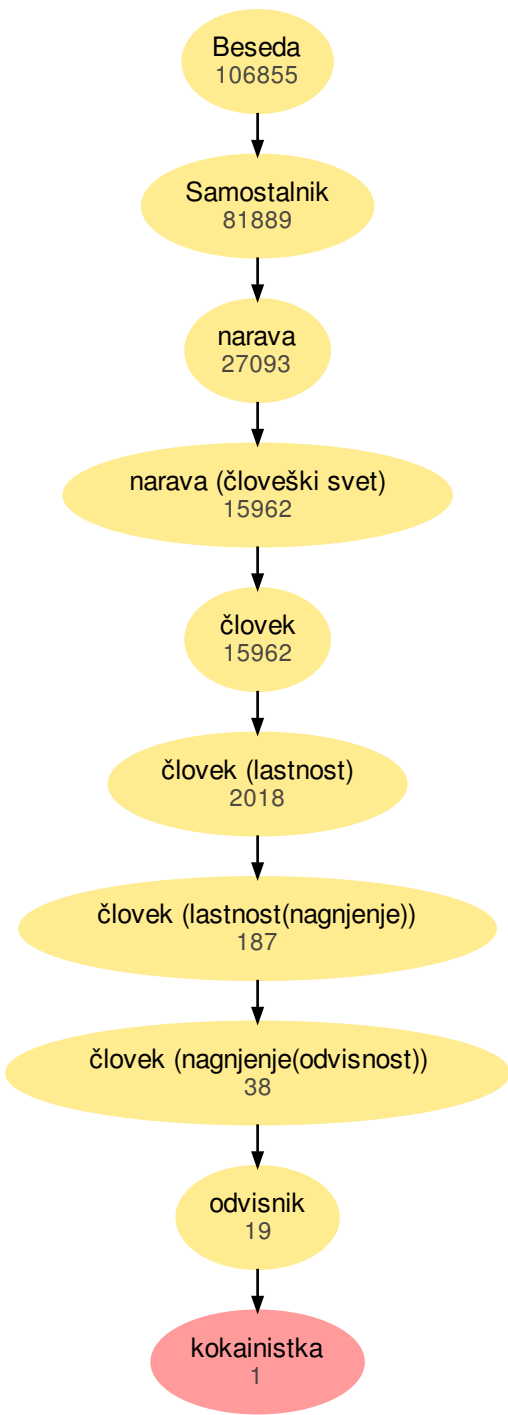 Beseda
106855
Samostalnik
81889
narava
27093
narava (človeški svet)
15962
človek
15962
človek (lastnost)
2018
človek (lastnost(nagnjenje))
187
človek (nagnjenje(odvisnost))
38
odvisnik
19
kokainistka
1